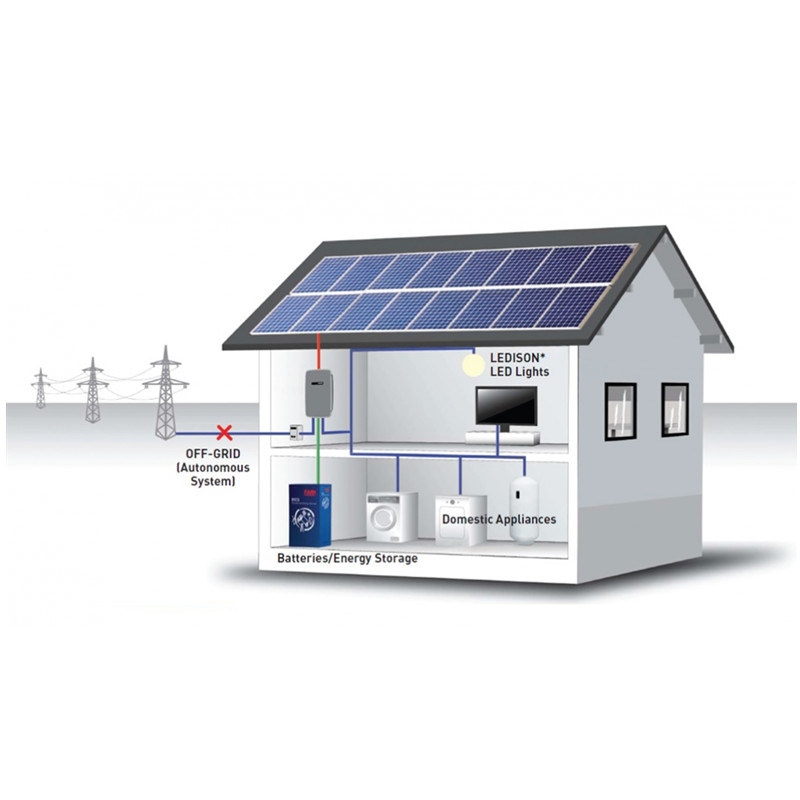 LEDISON*
LED Lights
OFF-GRID
(Autonomous
System)
Domestic Appliances
Batteries/Energy Storage